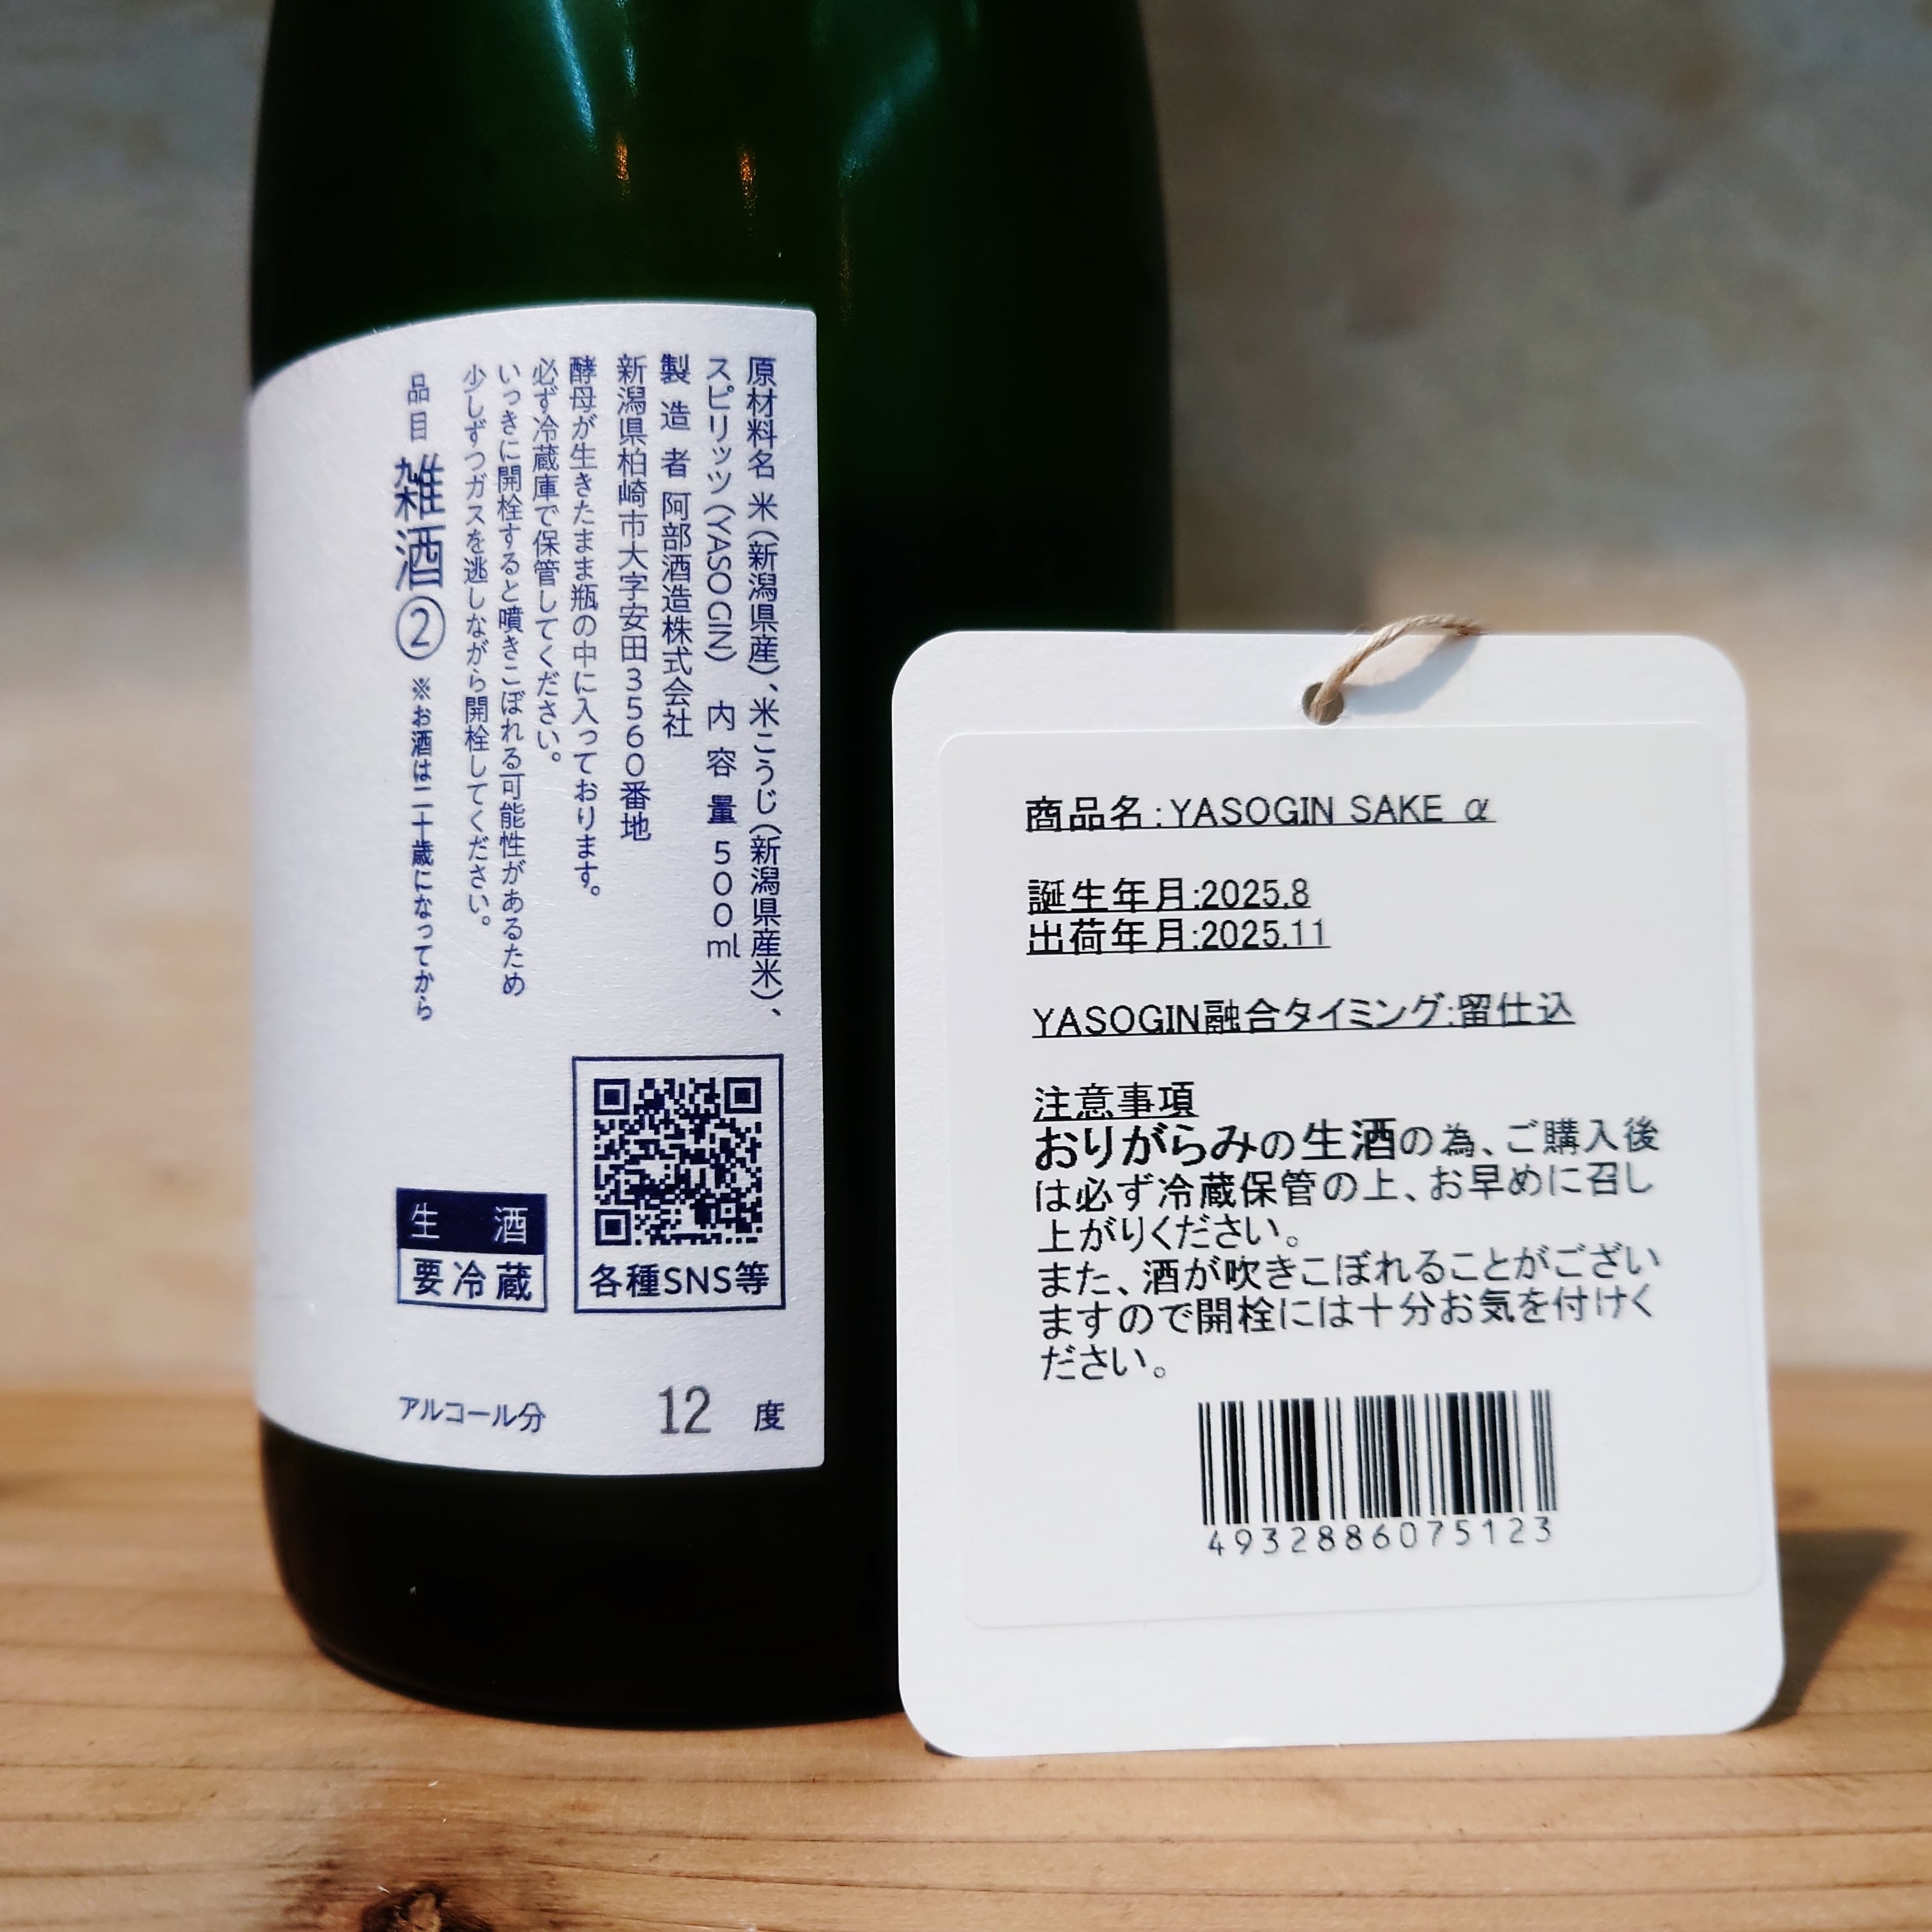 原材料名 米(新潟県産)、米こうじ(新潟県産米)、
スピリッツ(YASOGIN) 内容量 500ml
製造者 阿部酒造株式会社
新潟県柏崎市大字安田3560番地
酵母が生きたまま瓶の中に入っております。
必ず冷蔵庫で保管してください。
いっきに開栓すると噴きこぼれる可能性があるため
少しずつガスを逃しながら開栓してください。
品目 雑酒② ※お酒は二十歳になってから
生酒
要冷蔵
各種SNS等
アルコール分 12 度
商品名:YASOGIN SAKE α
誕生年月:2025.8
出荷年月:2025.11
YASOGIN融合タイミング:留仕込
注意事項
おりがらみの生酒の為、ご購入後
は必ず冷蔵保管の上、お早めに召し
上がりください。
また、酒が吹きこぼれることがござい
ますので開栓には十分お気を付けく
ださい。
4932886075123